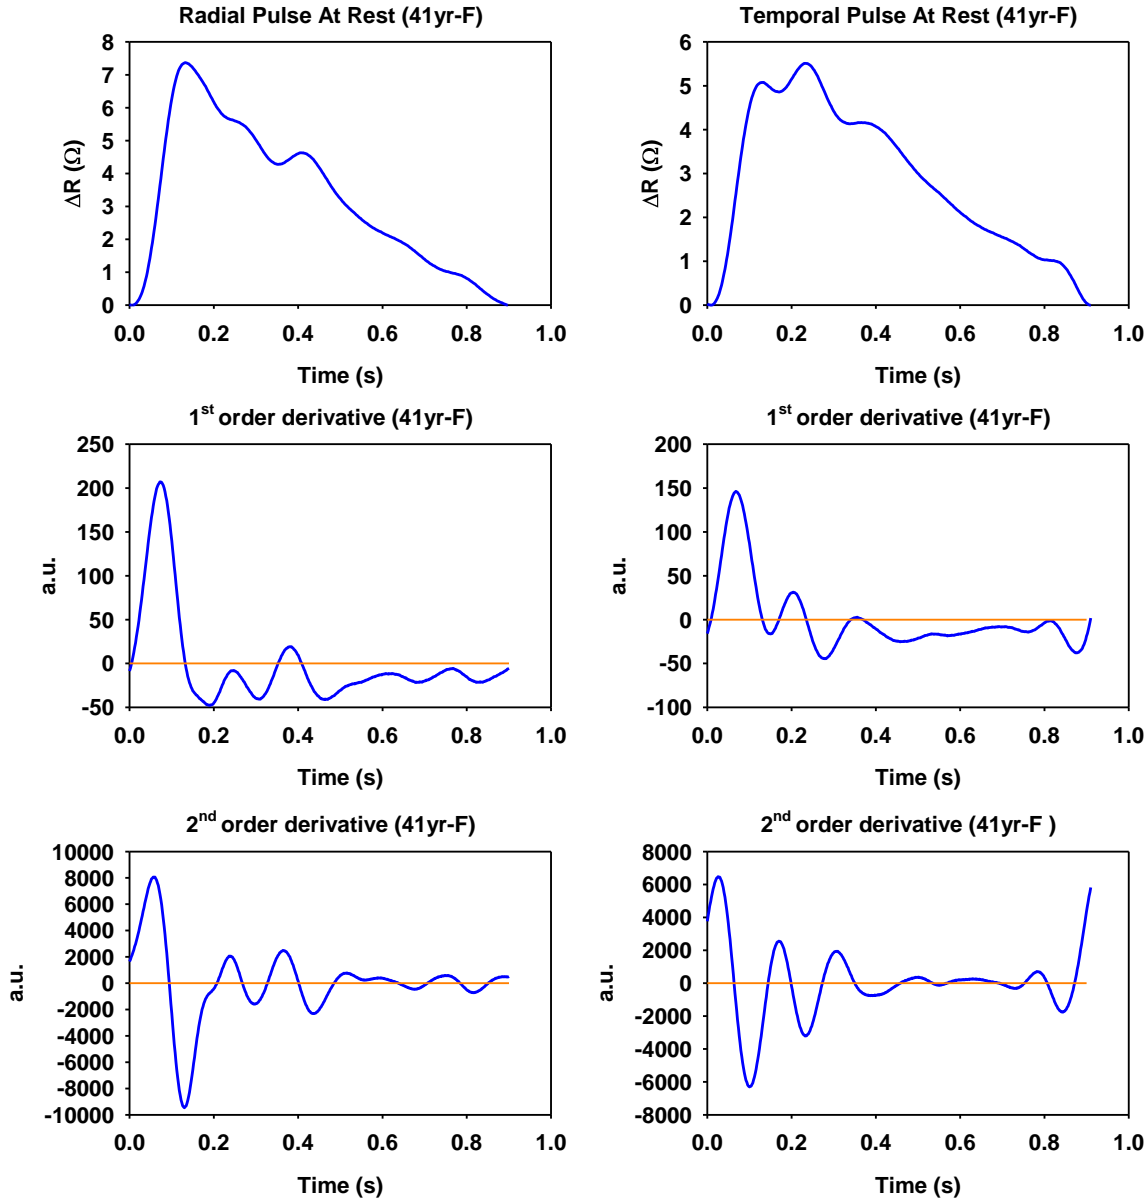 Radial Pulse At Rest (41yr-F)
8
7
6
5
4
3
2
1
0
ΔR (Ω)
0.0 0.2 0.4 0.6 0.8 1.0
Time (s)
Temporal Pulse At Rest (41yr-F)
6
5
4
3
2
1
0
ΔR (Ω)
0.0 0.2 0.4 0.6 0.8 1.0
Time (s)
1st order derivative (41yr-F)
250
200
150
100
50
0
-50
a.u.
0.0 0.2 0.4 0.6 0.8 1.0
Time (s)
1st order derivative (41yr-F)
200
150
100
50
0
-50
-100
a.u.
0.0 0.2 0.4 0.6 0.8 1.0
Time (s)
2nd order derivative (41yr-F)
10000
8000
6000
4000
2000
0
-2000
-4000
-6000
-8000
-10000
a.u.
0.0 0.2 0.4 0.6 0.8 1.0
Time (s)
2nd order derivative (41yr-F )
8000
6000
4000
2000
0
-2000
-4000
-6000
-8000
a.u.
0.0 0.2 0.4 0.6 0.8 1.0
Time (s)